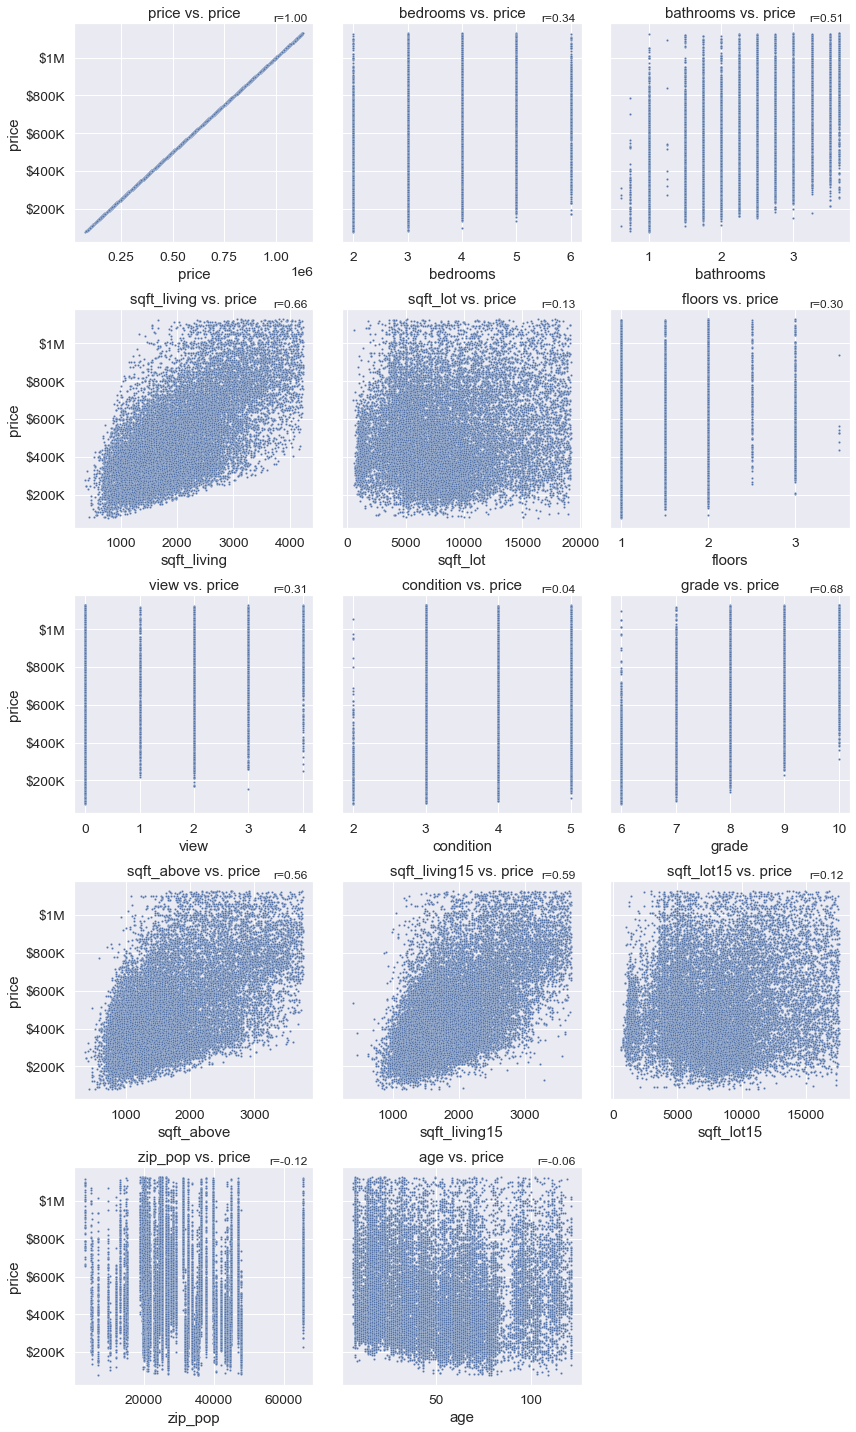 price vs. price r=1.00
bedrooms vs. price r=0.34
bathrooms vs. price r=0.51
$1M
$800K
$600K
$400K
$200K
price
0.25 0.50 0.75 1.00
1e6
price
2 3 4 5 6
bedrooms
1 2 3
bathrooms
sqft_living vs. price r=0.66
sqft_lot vs. price r=0.13
floors vs. price r=0.30
$1M
$800K
$600K
$400K
$200K
price
1000 2000 3000 4000
sqft_living
0 5000 10000 15000 20000
sqft_lot
1 2 3
floors
view vs. price r=0.31
condition vs. price r=0.04
grade vs. price r=0.68
$1M
$800K
$600K
$400K
$200K
price
0 1 2 3 4
view
2 3 4 5
condition
6 7 8 9 10
grade
sqft_above vs. price r=0.56
sqft_living15 vs. price r=0.59
sqft_lot15 vs. price r=0.12
$1M
$800K
$600K
$400K
$200K
price
1000 2000 3000
sqft_above
1000 2000 3000
sqft_living15
0 5000 10000 15000
sqft_lot15
zip_pop vs. price r=-0.12
age vs. price r=-0.06
$1M
$800K
$600K
$400K
$200K
price
20000 40000 60000
zip_pop
50 100
age